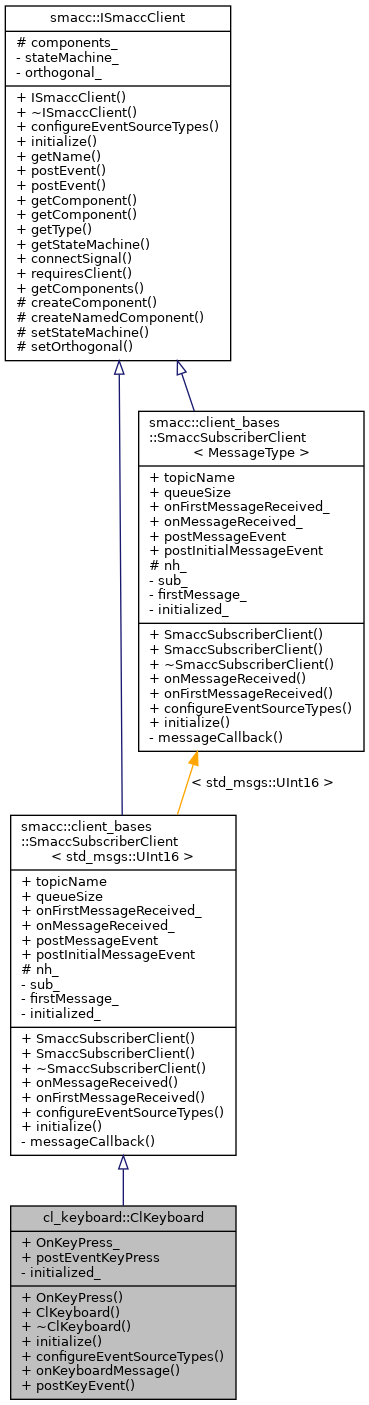 smacc::ISmaccClient
# components_
- stateMachine_
- orthogonal_
+ ISmaccClient()
+ ~ISmaccClient()
+ configureEventSourceTypes()
+ initialize()
+ getName()
+ postEvent()
+ postEvent()
+ getComponent()
+ getComponent()
+ getType()
+ getStateMachine()
+ connectSignal()
+ requiresClient()
+ getComponents()
# createComponent()
# createNamedComponent()
# setStateMachine()
# setOrthogonal()
smacc::client_bases
::SmaccSubscriberClient
< MessageType >
+ topicName
+ queueSize
+ onFirstMessageReceived_
+ onMessageReceived_
+ postMessageEvent
+ postInitialMessageEvent
# nh_
- sub_
- firstMessage_
- initialized_
+ SmaccSubscriberClient()
+ SmaccSubscriberClient()
+ ~SmaccSubscriberClient()
+ onMessageReceived()
+ onFirstMessageReceived()
+ configureEventSourceTypes()
+ initialize()
- messageCallback()
< std_msgs::UInt16 >
smacc::client_bases
::SmaccSubscriberClient
< std_msgs::UInt16 >
+ topicName
+ queueSize
+ onFirstMessageReceived_
+ onMessageReceived_
+ postMessageEvent
+ postInitialMessageEvent
# nh_
- sub_
- firstMessage_
- initialized_
+ SmaccSubscriberClient()
+ SmaccSubscriberClient()
+ ~SmaccSubscriberClient()
+ onMessageReceived()
+ onFirstMessageReceived()
+ configureEventSourceTypes()
+ initialize()
- messageCallback()
cl_keyboard::ClKeyboard
+ OnKeyPress_
+ postEventKeyPress
- initialized_
+ OnKeyPress()
+ ClKeyboard()
+ ~ClKeyboard()
+ initialize()
+ configureEventSourceTypes()
+ onKeyboardMessage()
+ postKeyEvent()